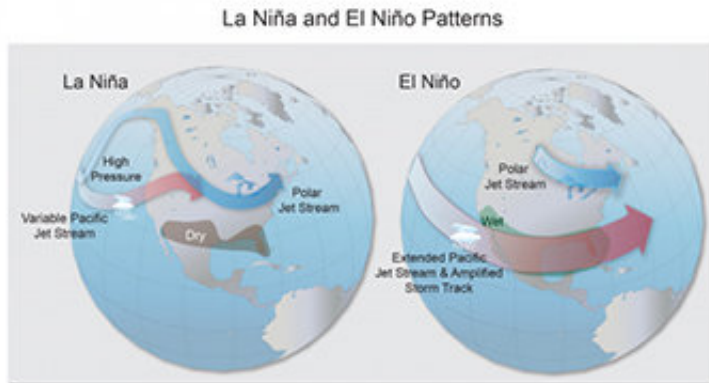 La Niña and El Niño Patterns
La Niña
High
Pressure
Variable Pacific
Jet Stream
Dry
Polar
Jet Stream
El Niño
Polar
Jet Stream
Wet
Extended Pacific
Jet Stream & Amplified
Storm Track